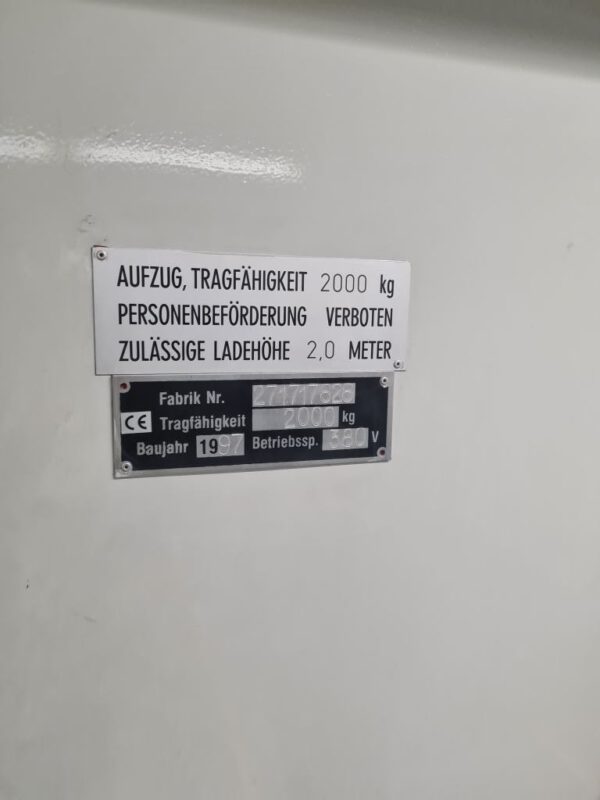 AUFZUG, TRAGFÄHIGKEIT 2000 kg
PERSONENBEFÖRDERUNG VERBOTEN
ZULÄSSIGE LADEHÖHE 2,0 METER
Fabrik Nr. 271717628
CE Tragfähigkeit 2000 kg
Baujahr 1997 Betriebssp. 380 V